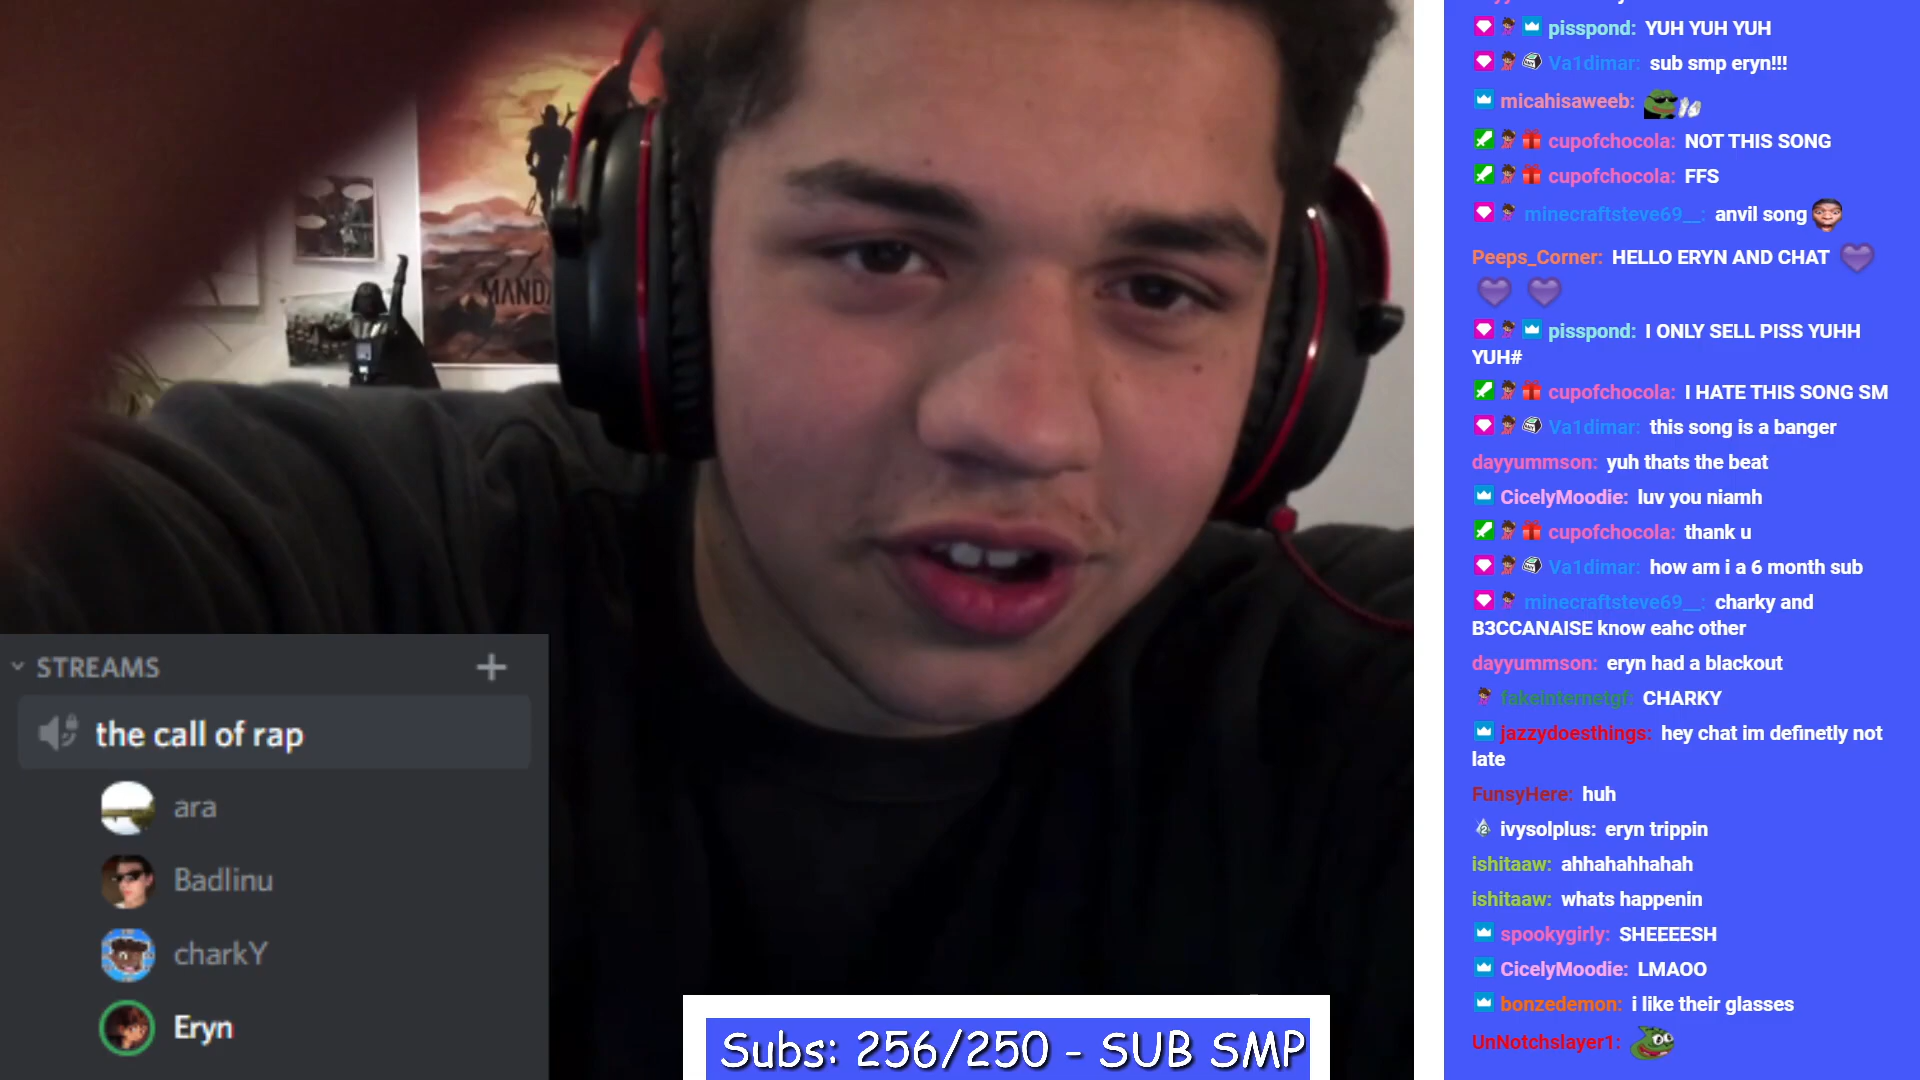 MAND
STREAMS
the call of rap
ara
Badlinu
charkY
Eryn
Subs: 256/250 - SUB SMP
pisspond: YUH YUH YUH
Va1dimar: sub smp eryn!!!
micahisaweeb:
cupofchocola: NOT THIS SONG
cupofchocola: FFS
minecraftsteve69__: anvil song
Peeps_Corner: HELLO ERYN AND CHAT
pisspond: I ONLY SELL PISS YUHH
YUH#
cupofchocola: I HATE THIS SONG SM
Va1dimar: this song is a banger
dayyummson: yuh thats the beat
CicelyMoodie: luv you niamh
cupofchocola: thank u
Va1dimar: how am i a 6 month sub
minecraftsteve69__: charky and
B3CCANAISE know eahc other
dayyummson: eryn had a blackout
fakeinternetgf: CHARKY
jazzydoesthings: hey chat im definetly not
late
FunsyHere: huh
ivysolplus: eryn trippin
ishitaaw: ahhahahhahah
ishitaaw: whats happenin
spookygirly: SHEEEESH
CicelyMoodie: LMAOO
bonzedemon: i like their glasses
UnNotchslayer1: